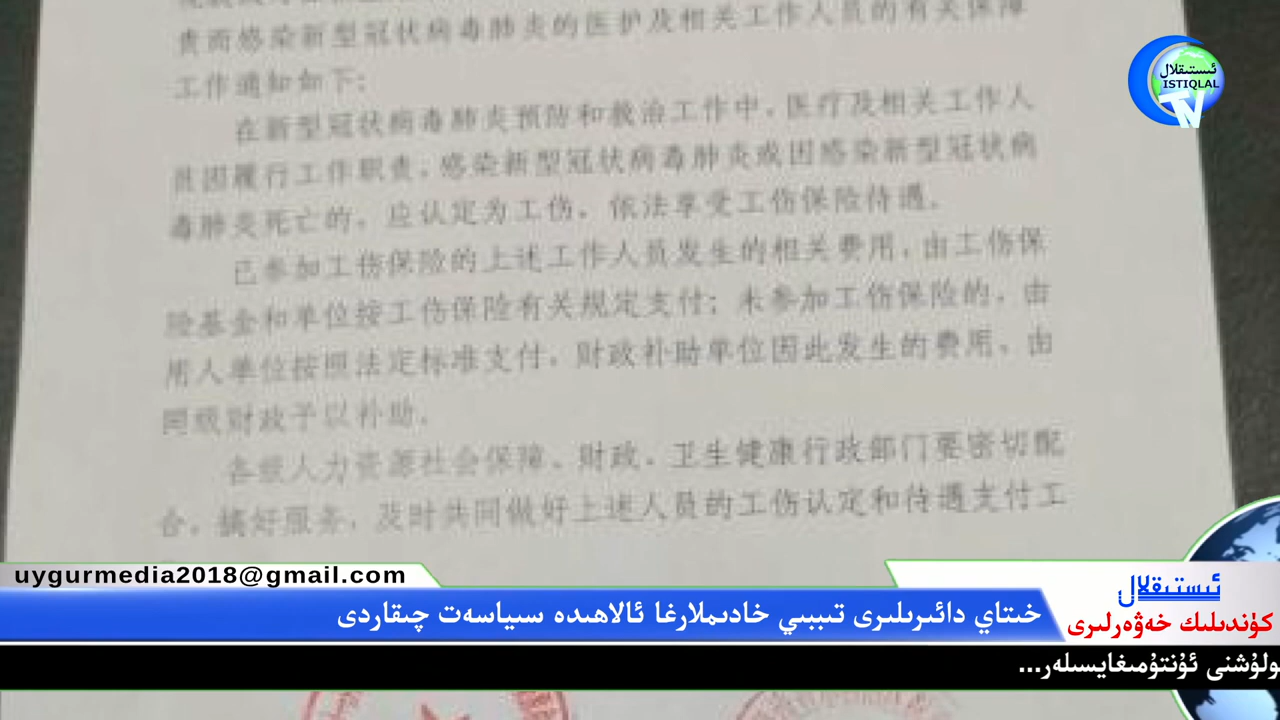 责而感染新型冠状病毒肺炎的医护及相关工作人员的有关保障
工作通知如下：
在新型冠状病毒肺炎预防和救治工作中，医疗及相关工作人
员因履行工作职责，感染新型冠状病毒肺炎或因感染新型冠状病
毒肺炎死亡的，应认定为工伤，依法享受工伤保险待遇。
已参加工伤保险的上述工作人员发生的相关费用，由工伤保
险基金和单位按工伤保险有关规定支付；未参加工伤保险的，由
用人单位按照法定标准支付，财政补助单位因此发生的费用，由
同级财政予以补助。
各级人力资源社会保障、财政、卫生健康行政部门要密切配
合，搞好服务，及时共同做好上述人员的工伤认定和待遇支付工
ئىستىقلال
ISTIQLAL
TV
uygurmedia2018@gmail.com
خىتاي دائىرىلىرى تىببىي خادىملارغا ئالاھىدە سىياسەت چىقاردى
ئىستىقلال
كۈندىلىك خەۋەرلىرى
ولۇشنى ئۇنتۇمىغايسىلەر...